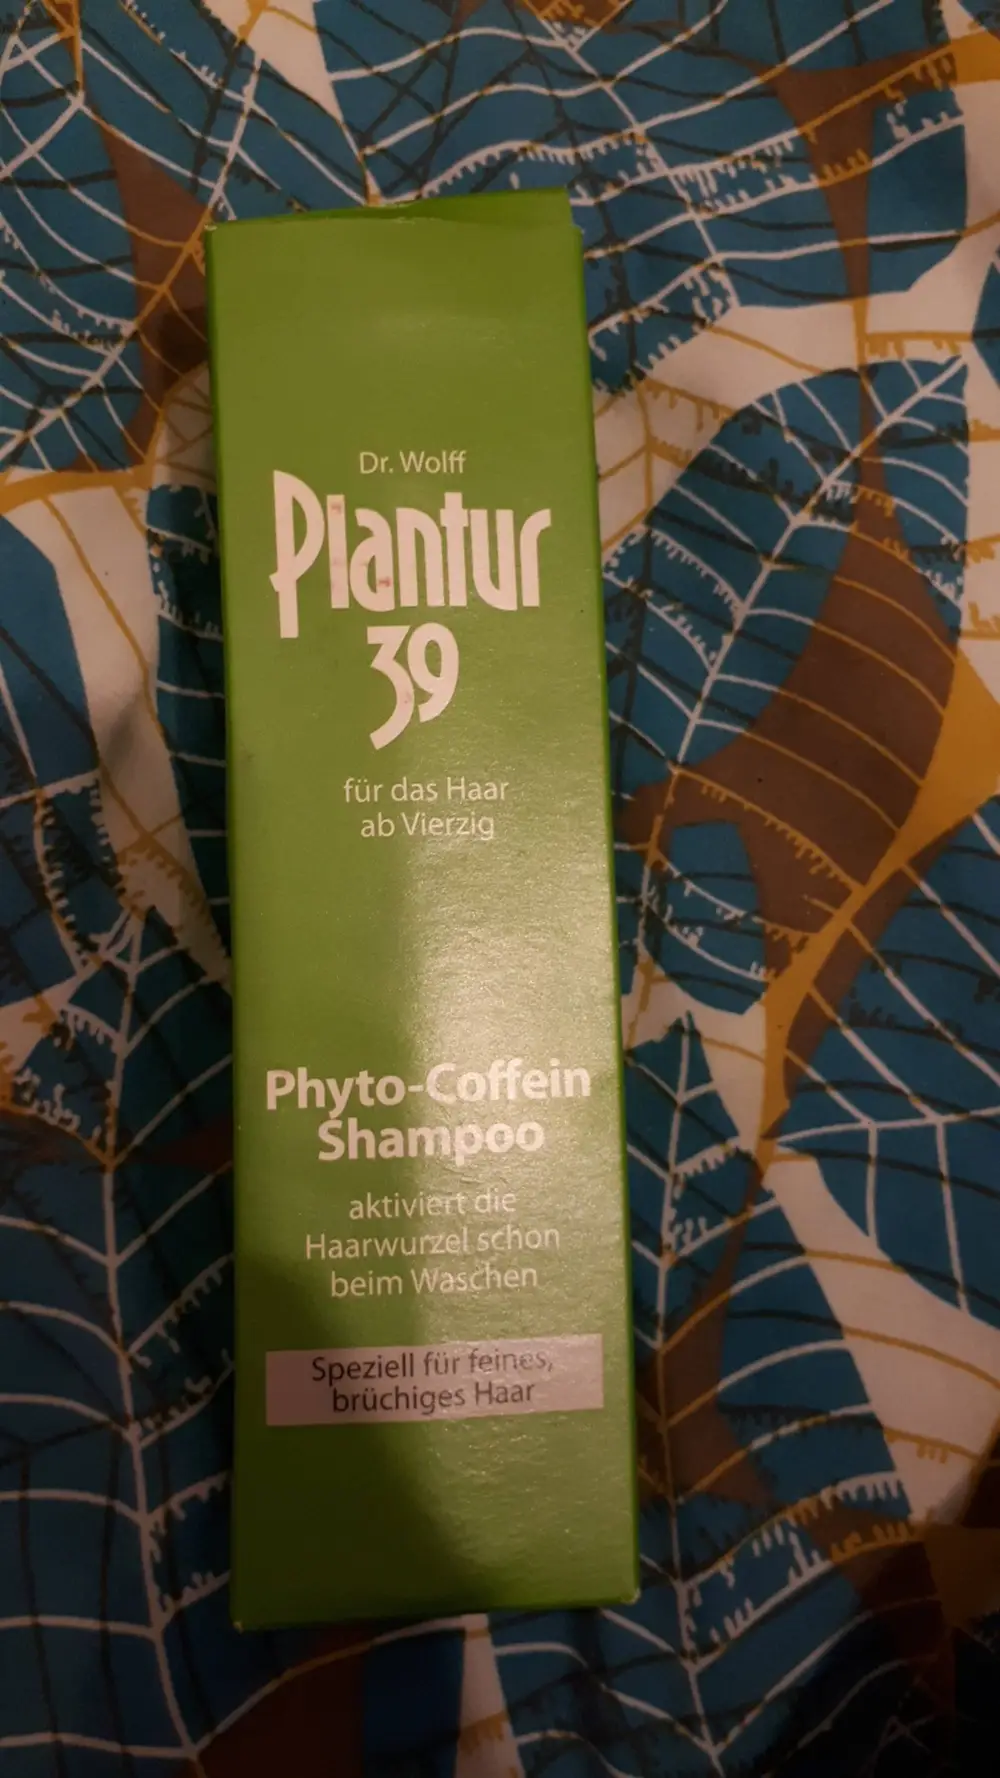 Dr. Wolff
Plantur
39
für das Haar
ab Vierzig
Phyto-Coffein
Shampoo
aktiviert die
Haarwurzel schon
beim Waschen
Speziell für feines,
brüchiges Haar